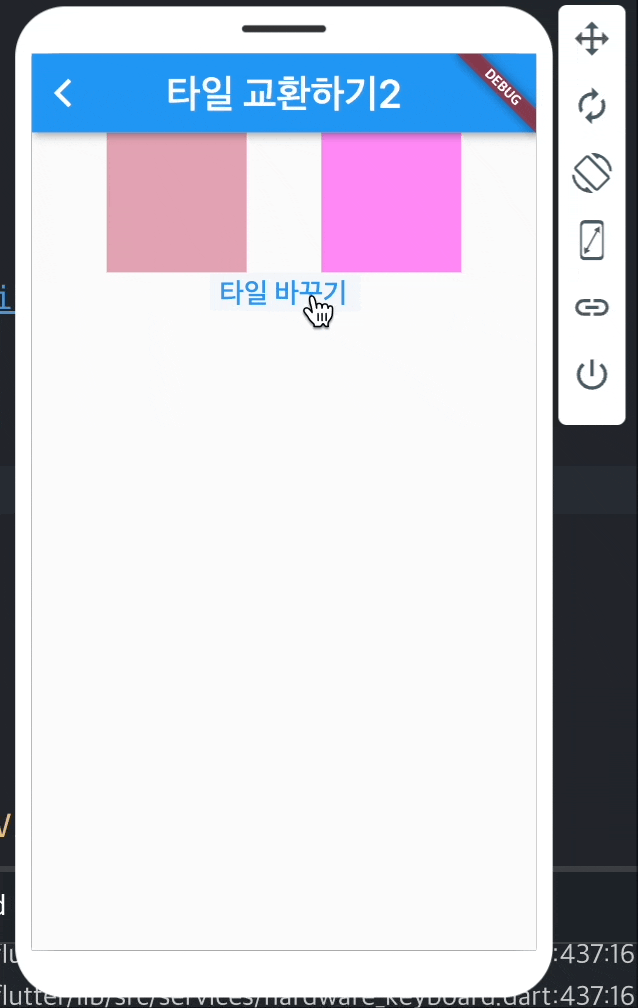 타일 교환하기2
DEBUG
타일 바꾸기
:437:16
flutter/lib/src/services/hardware_keyboard.dart:437:16